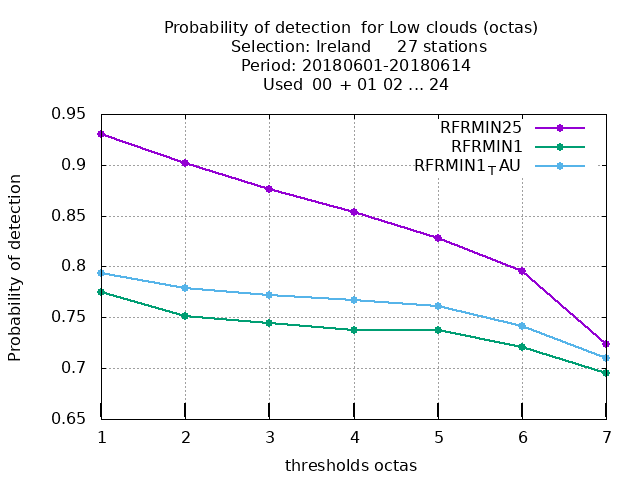 Probability of detection  for Low clouds (octas)
Selection: Ireland     27 stations
Period: 20180601-20180614
Used  00 + 01 02 ... 24
0.95
0.9
0.85
0.8
0.75
0.7
0.65
Probability of detection
RFRMIN25
RFRMIN1
RFRMIN1TAU
1 2 3 4 5 6 7
thresholds octas